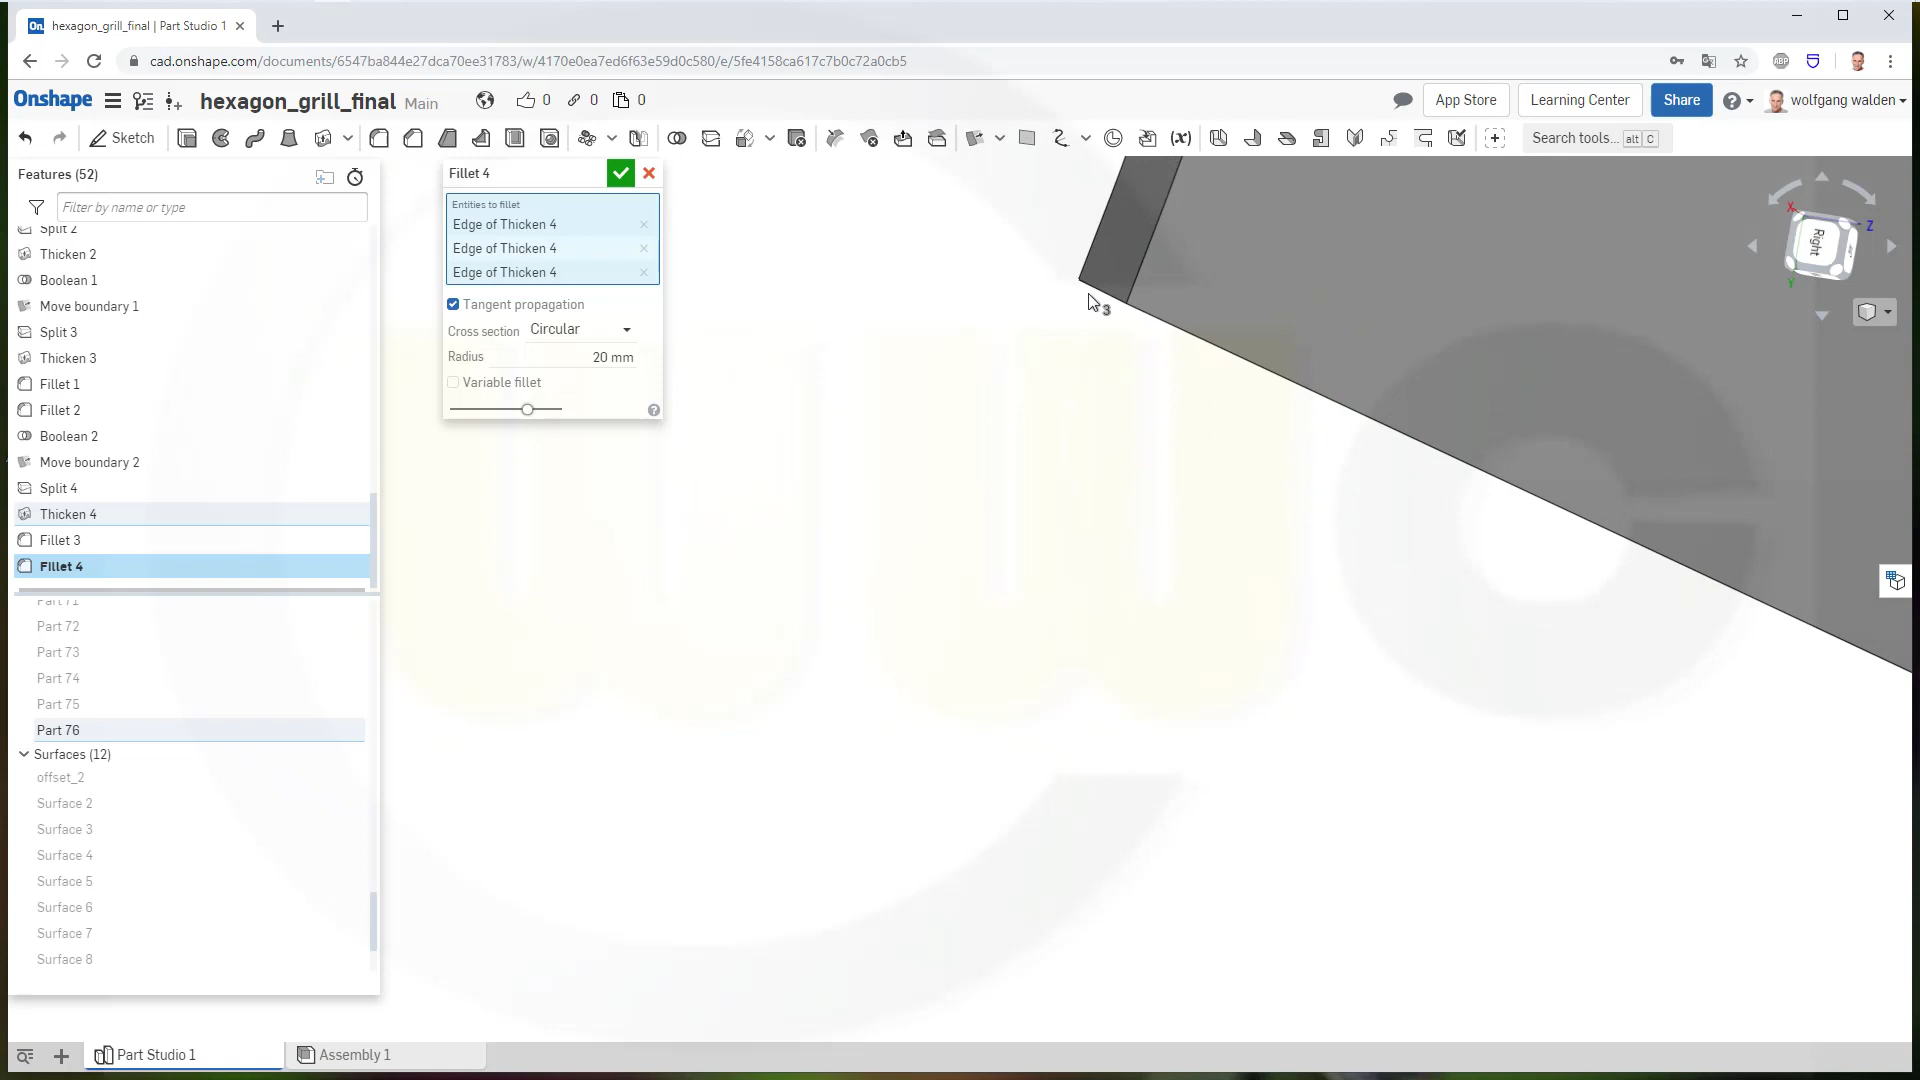 hexagon_grill_final | Part Studio 1
cad.onshape.com/documents/6547ba844e27dca70ee31783/w/4170e0ea7ed6f63e59d0c580/e/5fe4158ca617c7b0c72a0cb5
ABP
Onshape
hexagon_grill_final Main
0
0
0
App Store
Learning Center
Share
wolfgang walden
Sketch
(x)
Search tools... alt C
Features (52)
Filter by name or type
Split 2
Thicken 2
Boolean 1
Move boundary 1
Split 3
Thicken 3
Fillet 1
Fillet 2
Boolean 2
Move boundary 2
Split 4
Thicken 4
Fillet 3
Fillet 4
Part 71
Part 72
Part 73
Part 74
Part 75
Part 76
Surfaces (12)
offset_2
Surface 2
Surface 3
Surface 4
Surface 5
Surface 6
Surface 7
Surface 8
Fillet 4
Entities to fillet
Edge of Thicken 4
Edge of Thicken 4
Edge of Thicken 4
Tangent propagation
Cross section Circular
Radius 20 mm
Variable fillet
3
X
Z
Right
Y
Part Studio 1
Assembly 1